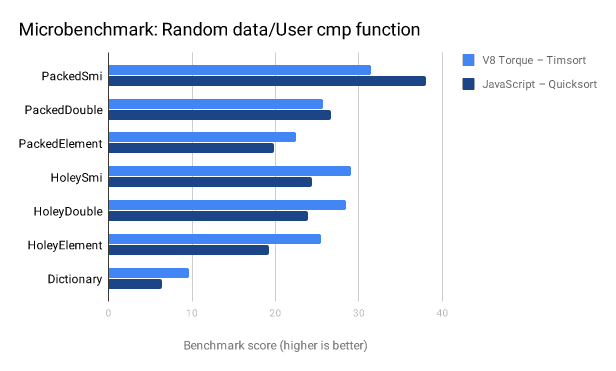 Microbenchmark: Random data/User cmp function
V8 Torque – Timsort
JavaScript – Quicksort
PackedSmi
PackedDouble
PackedElement
HoleySmi
HoleyDouble
HoleyElement
Dictionary
0 10 20 30 40
Benchmark score (higher is better)